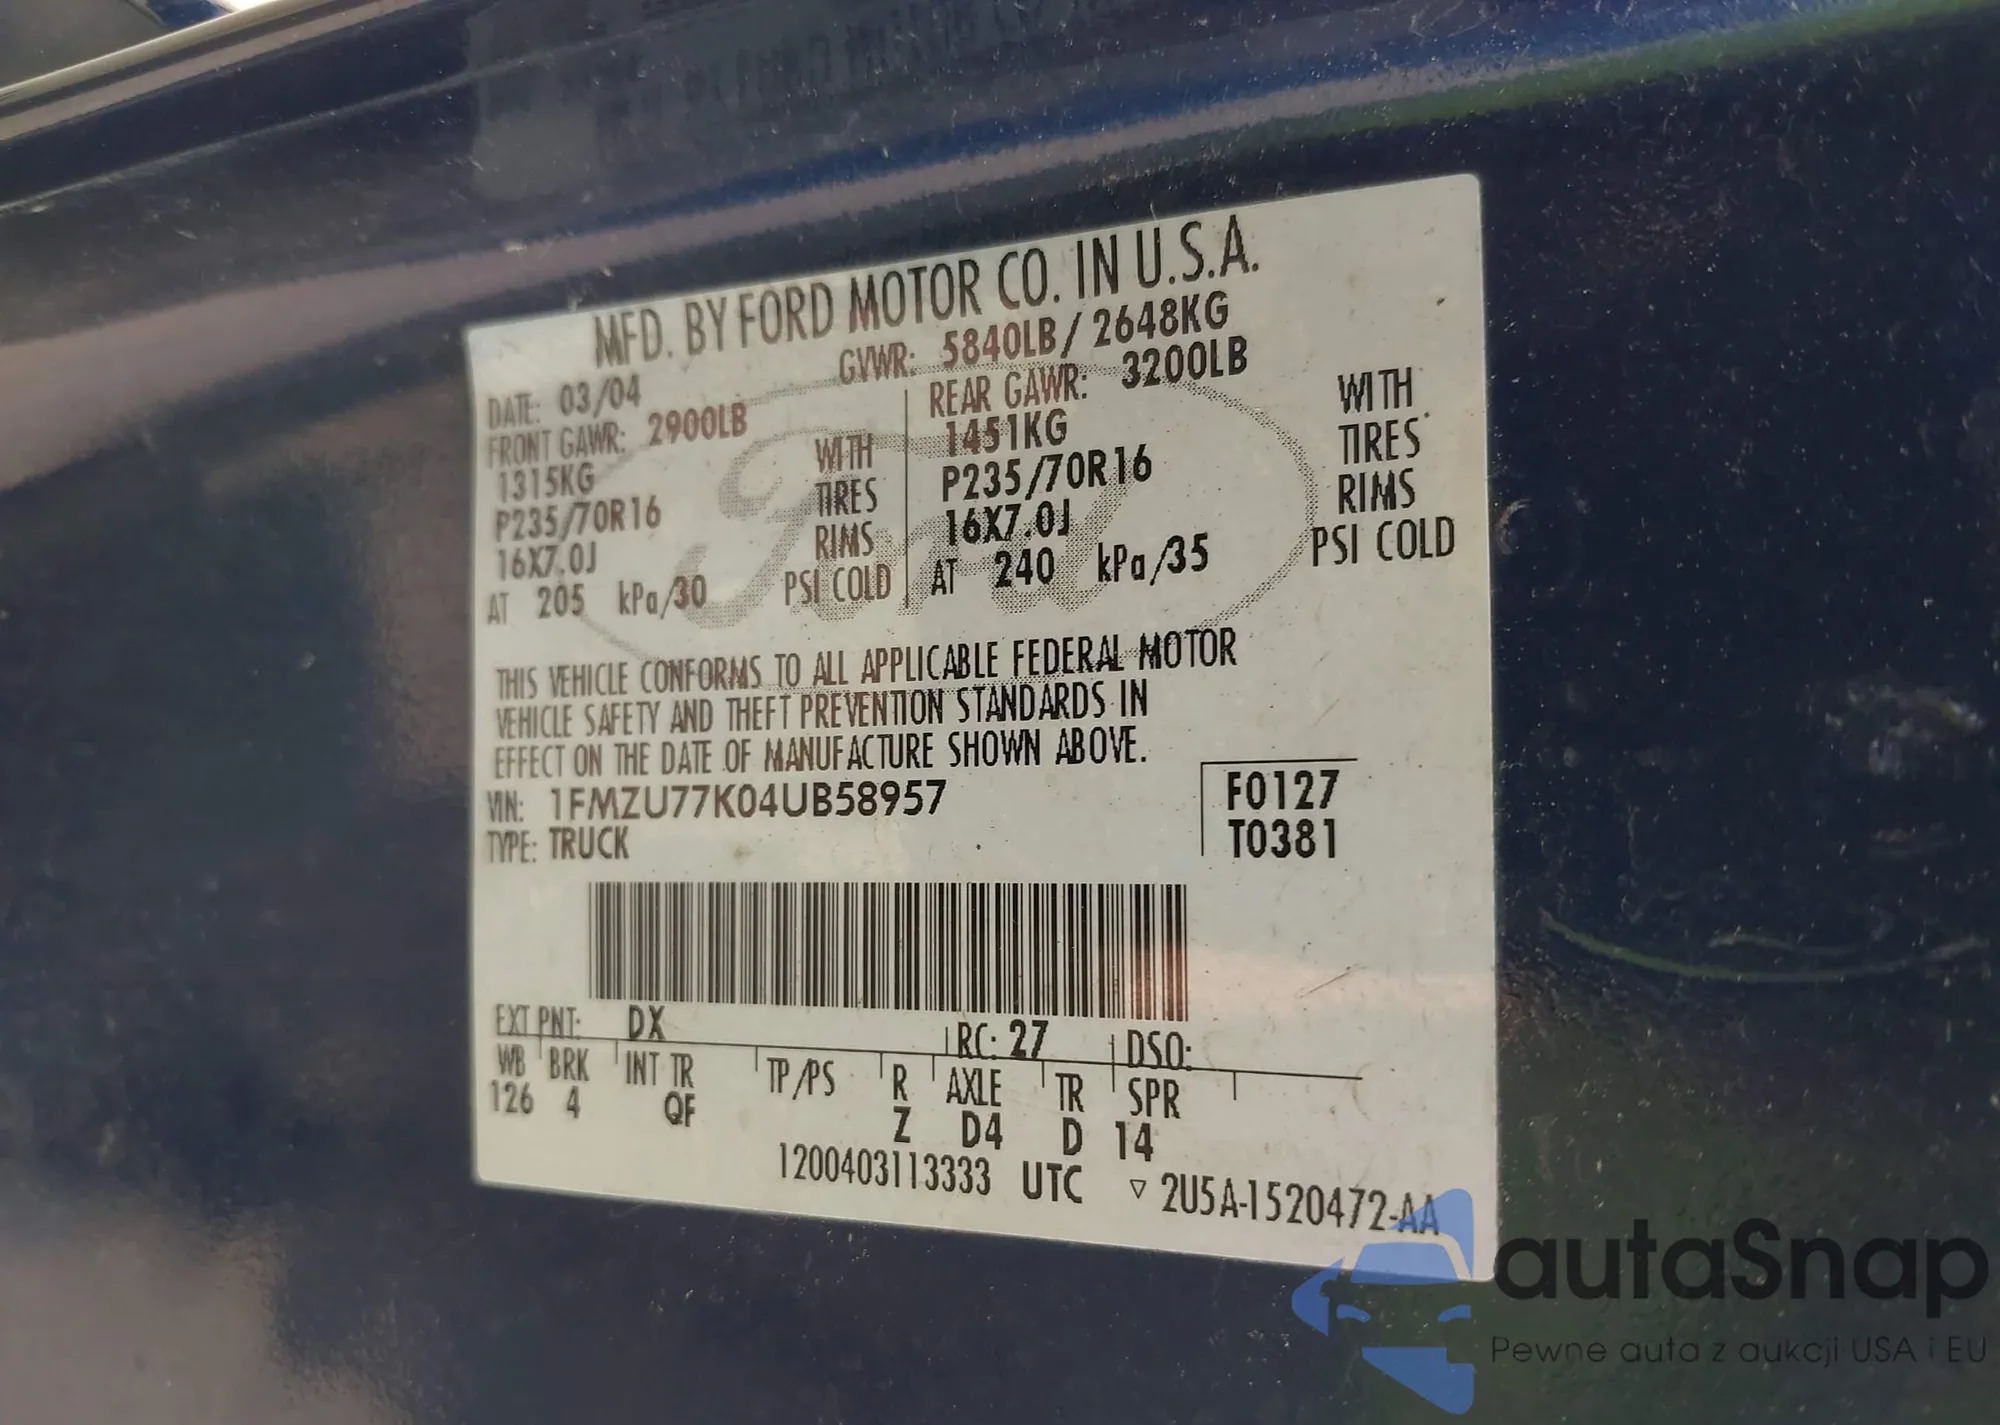 MFD. BY FORD MOTOR CO. IN U.S.A.
DATE: 03/04 GVWR: 5840LB / 2648KG
FRONT GAWR: 2900LB REAR GAWR: 3200LB
1315KG WITH 1451KG WITH
P235/70R16 TIRES P235/70R16 TIRES
16X7.0J RIMS 16X7.0J RIMS
AT 205 kPa/30 PSI COLD AT 240 kPa/35 PSI COLD
Ford
THIS VEHICLE CONFORMS TO ALL APPLICABLE FEDERAL MOTOR
VEHICLE SAFETY AND THEFT PREVENTION STANDARDS IN
EFFECT ON THE DATE OF MANUFACTURE SHOWN ABOVE.
VIN: 1FMZU77K04UB58957 F0127
TYPE: TRUCK T0381
EXT PNT: DX RC: 27 DSO:
WB BRK INT TR TP/PS R AXLE TR SPR
126 4 QF Z D4 D 14
1200403113333 UTC ▽ 2U5A-1520472-AA
autaSnap
Pewne auta z aukcji USA i EU